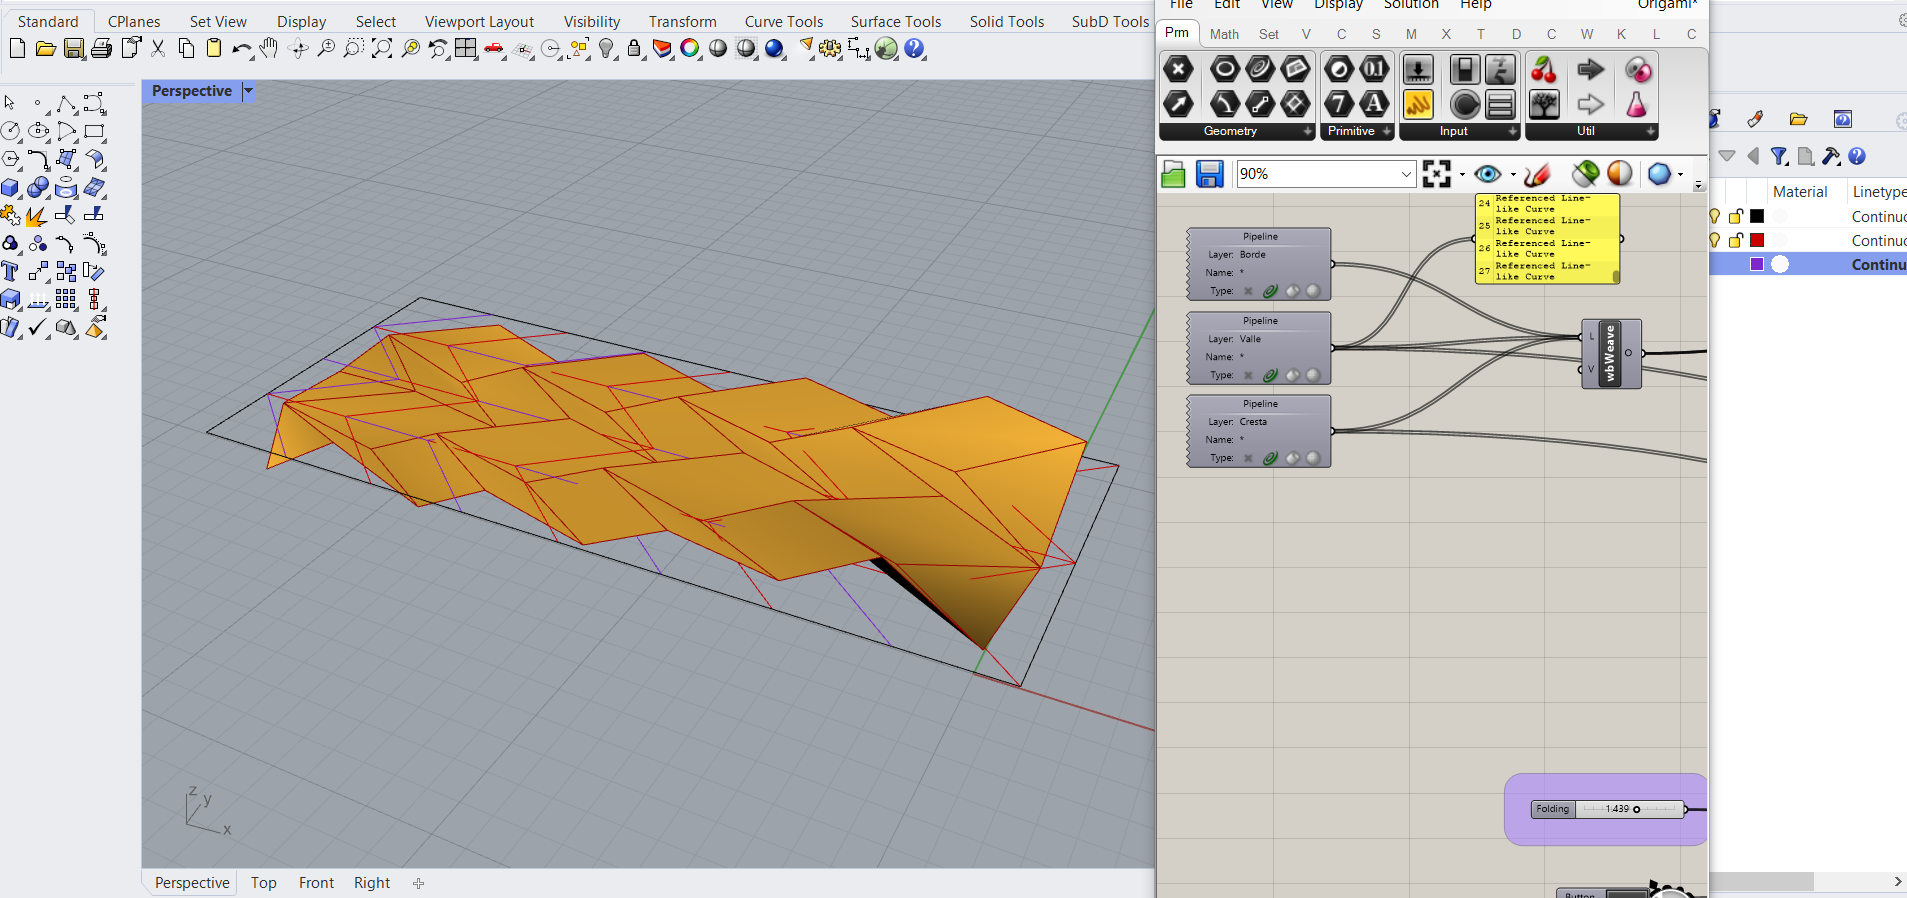 File Edit View Display Solution Help Origami*
Standard CPlanes Set View Display Select Viewport Layout Visibility Transform Curve Tools Surface Tools Solid Tools SubD Tools
Prm Math Set V C S M X T D C W K L C
Perspective
Geometry Primitive Input Util
90%
Material Linetype
Continuc
Continuc
Continu
24 Referenced Line-
like Curve
25 Referenced Line-
like Curve
26 Referenced Line-
like Curve
27 Referenced Line-
like Curve
Pipeline
Layer: Borde
Name: *
Type:
Pipeline
Layer: Valle
Name: *
Type:
Pipeline
Layer: Cresta
Name: *
Type:
L
V
wbWeave
O
Folding 1.439
Button
z
y
x
Perspective Top Front Right